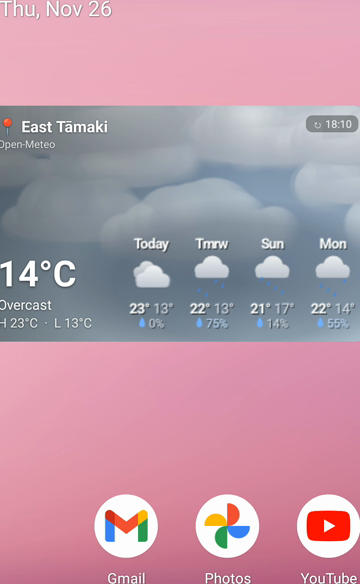 Thu, Nov 26
📍 East Tāmaki
↻ 18:10
Open-Meteo
Today Tmrw Sun Mon
14°C
23° 13° 22° 13° 21° 17° 22° 14°
Overcast
H 23°C · L 13°C
💧 0% 💧 75% 💧 14% 💧 55%
Gmail Photos YouTube